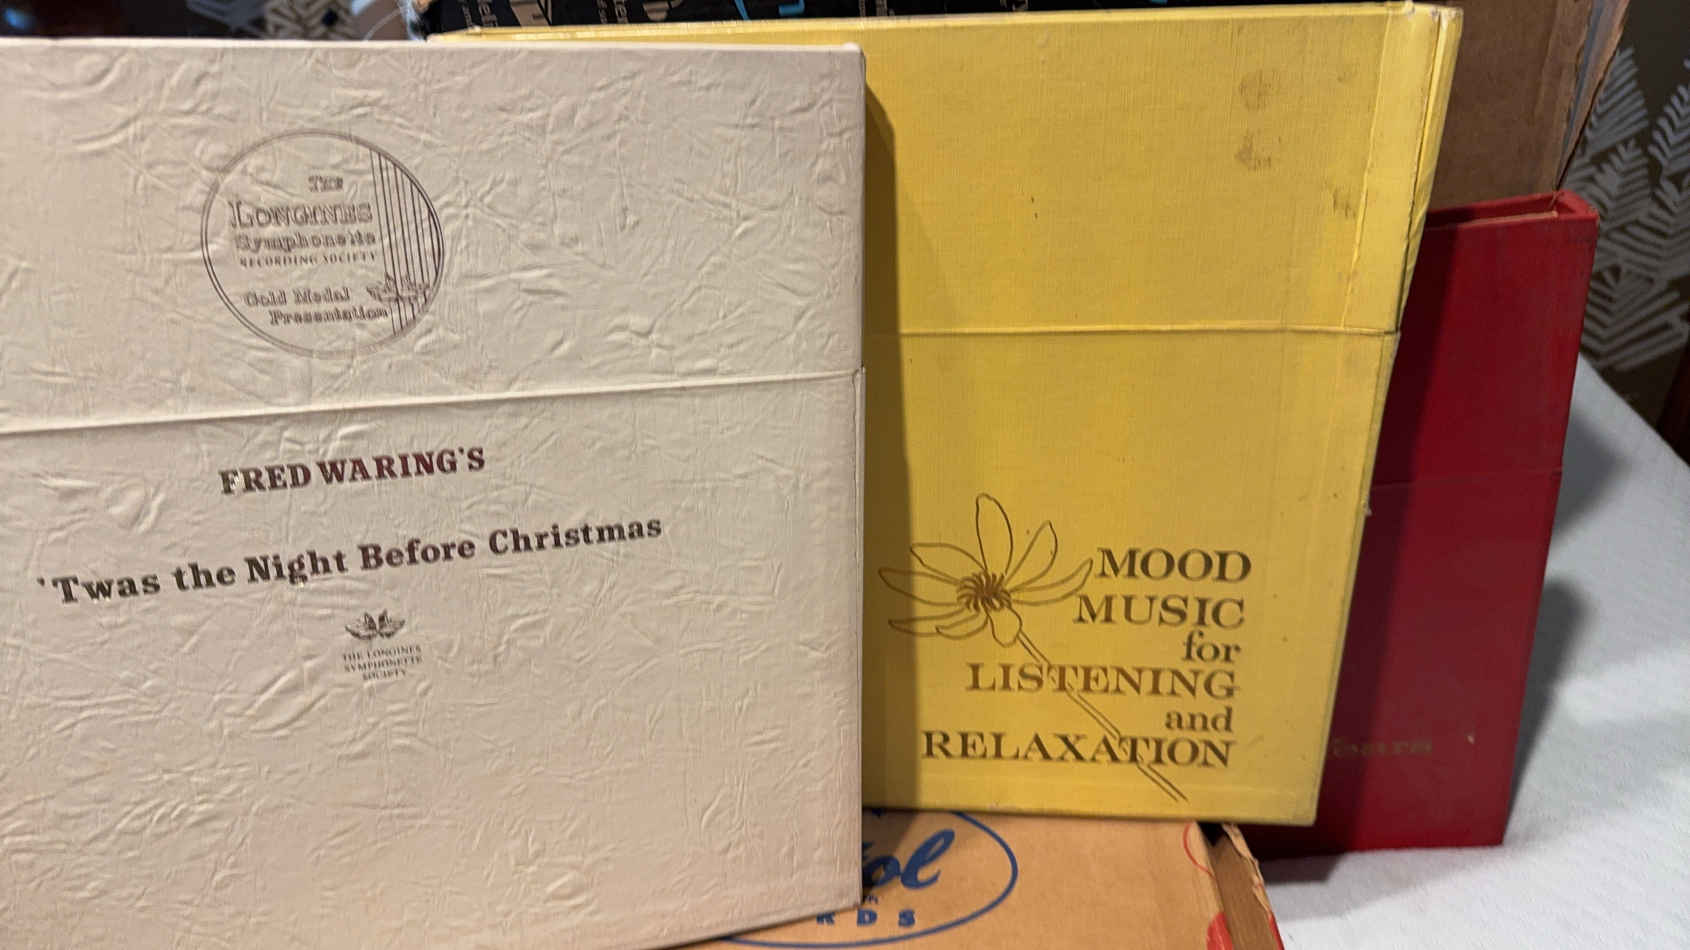 THE
LONGINES
Symphonette
RECORDING SOCIETY
Gold Medal
Presentation
FRED WARING'S
'Twas the Night Before Christmas
THE LONGINES
SYMPHONETTE
SOCIETY
MOOD
MUSIC
for
LISTENING
and
RELAXATION